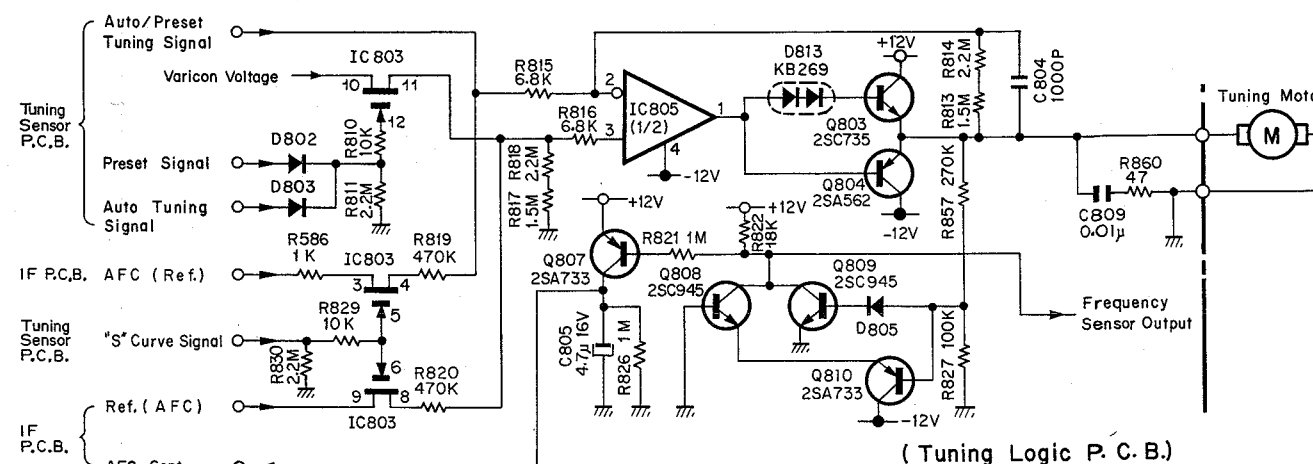 Auto/Preset
Tuning Signal
Varicon Voltage
Tuning
Sensor
P.C.B.
Preset Signal
Auto Tuning
Signal
IC803
10
11
12
D802
D803
R810
10K
R811
2.2M
R815
6.8K
R816
6.8K
2
3
IC805
(1/2)
1
4
-12V
R818
2.2M
R817
1.5M
D813
KB269
+12V
Q803
2SC735
Q804
2SA562
-12V
R814
2.2M
R813
1.5M
C804
1000P
Tuning Moto
M
R860
47
C809
0.01μ
R857 270K
IF P.C.B.
AFC (Ref.)
R586
1K
IC803
3
4
5
R819
470K
Tuning
Sensor
P.C.B.
"S" Curve Signal
R829
10K
R830
2.2M
6
9
8
IC803
R820
470K
IF
P.C.B.
Ref. (AFC)
+12V
Q807
2SA733
R821 1M
R822
18K
+12V
Q808
2SC945
Q809
2SC945
D805
Q810
2SA733
-12V
C805
4.7μ 16V
R826 1M
R827 100K
Frequency
Sensor Output
(Tuning Logic P.C.B.)